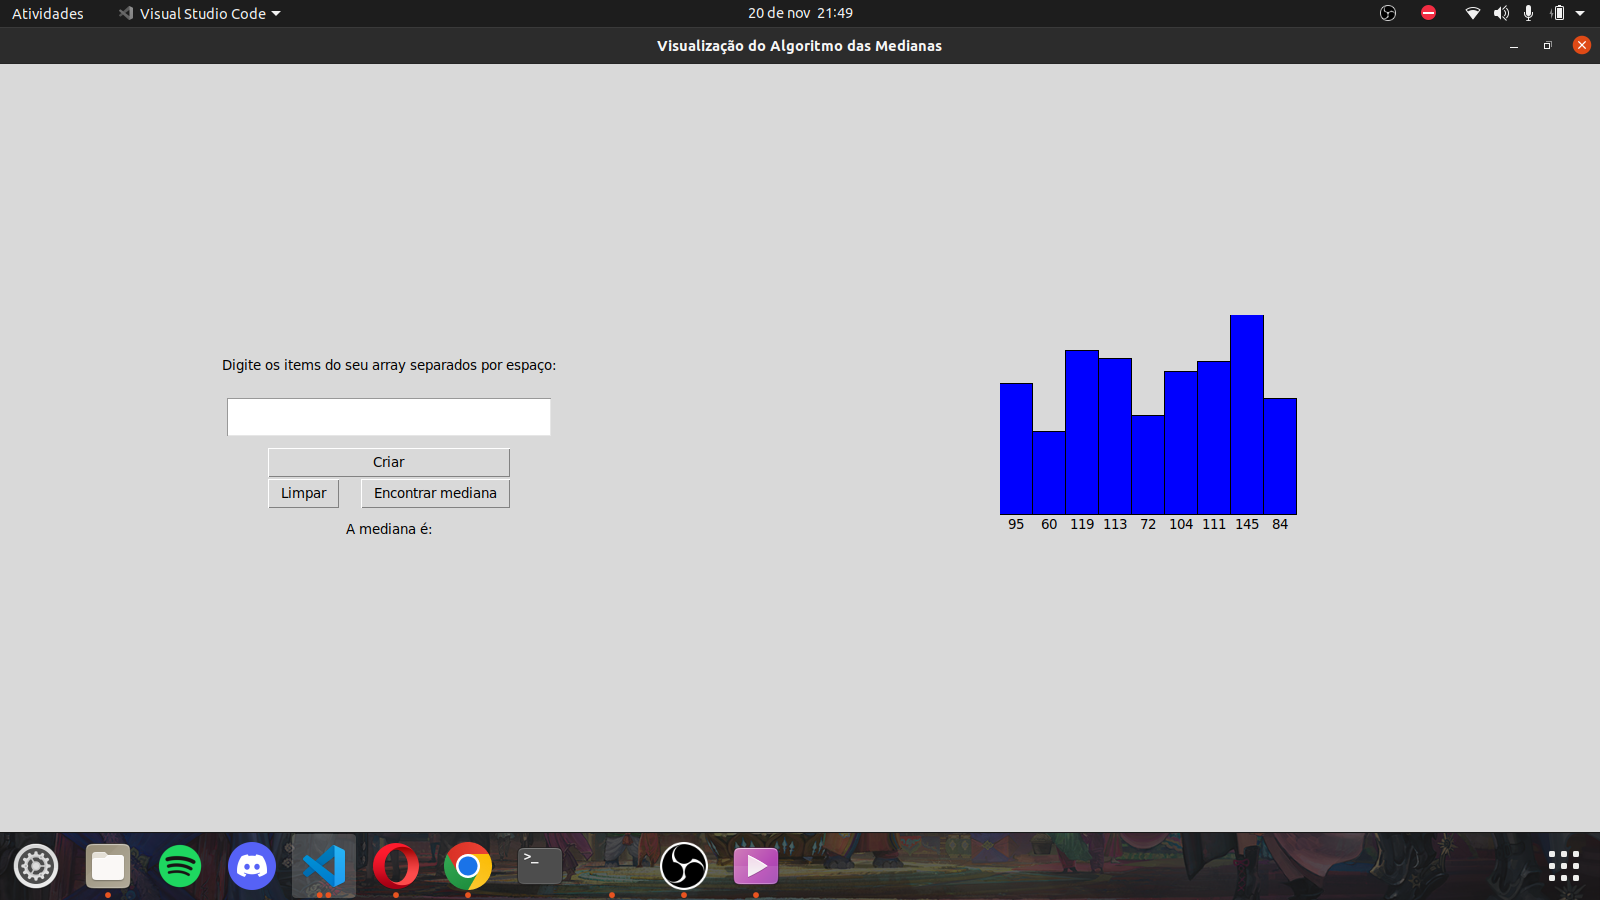 Atividades Visual Studio Code 20 de nov 21:49
Visualização do Algoritmo das Medianas
Digite os items do seu array separados por espaço:
Criar
Limpar Encontrar mediana
A mediana é:
95 60 119 113 72 104 111 145 84
>_